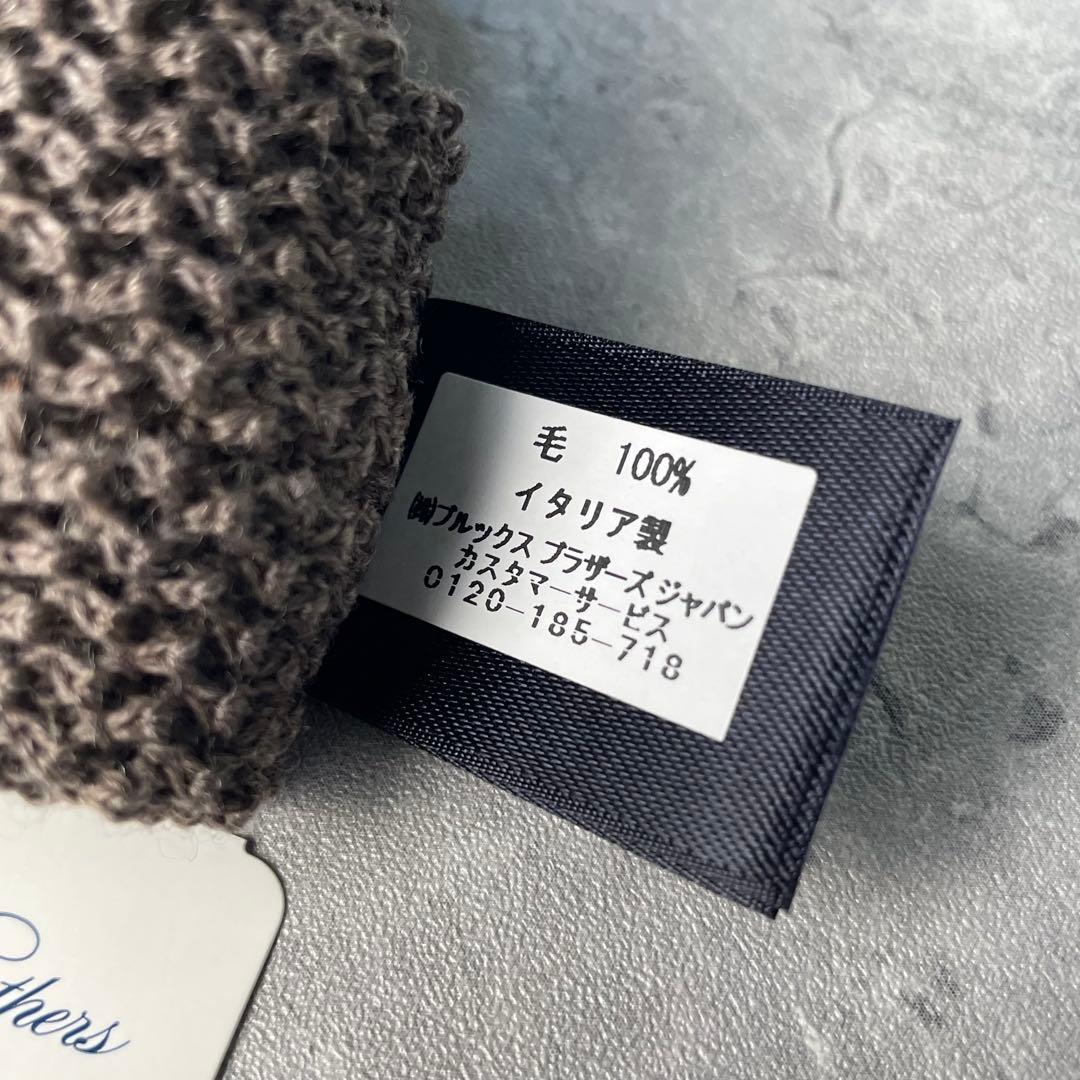 毛 100%
イタリア製
(株)ブルックス ブラザーズ ジャパン
カスタマーサービス
0120-185-718
thers